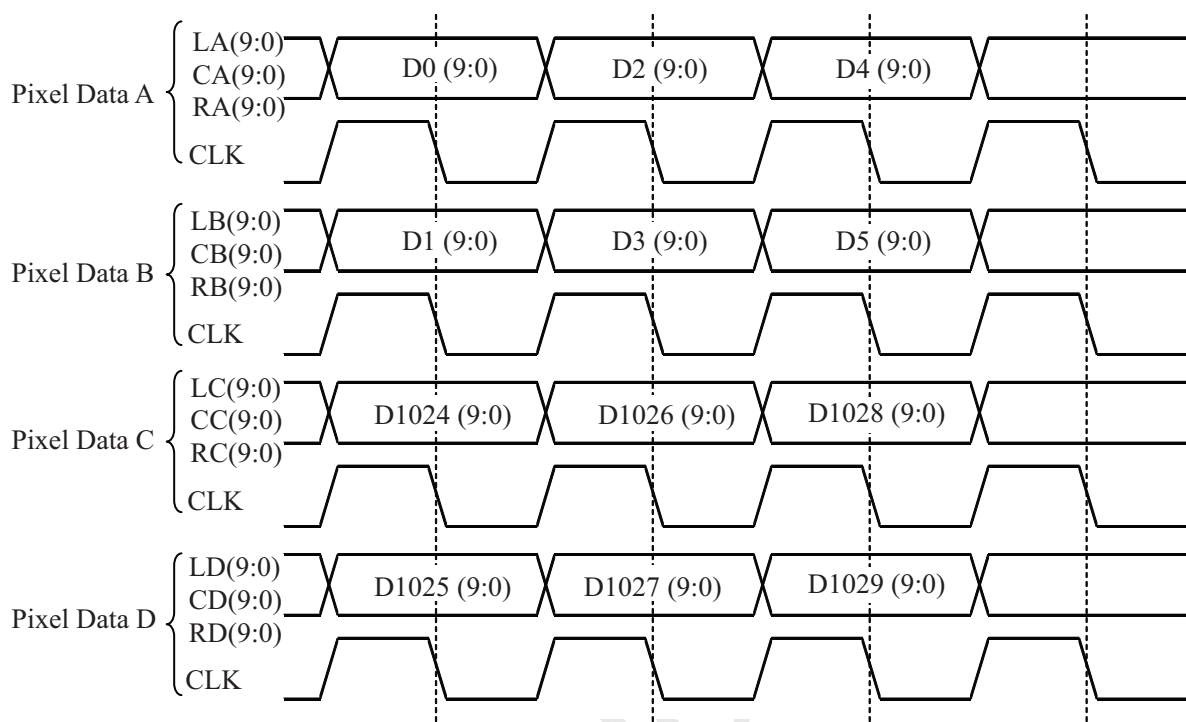 LA(9:0)
CA(9:0)
RA(9:0)
Pixel Data A
CLK
D0 (9:0)
D2 (9:0)
D4 (9:0)
LB(9:0)
CB(9:0)
RB(9:0)
Pixel Data B
CLK
D1 (9:0)
D3 (9:0)
D5 (9:0)
LC(9:0)
CC(9:0)
RC(9:0)
Pixel Data C
CLK
D1024 (9:0)
D1026 (9:0)
D1028 (9:0)
LD(9:0)
CD(9:0)
RD(9:0)
Pixel Data D
CLK
D1025 (9:0)
D1027 (9:0)
D1029 (9:0)